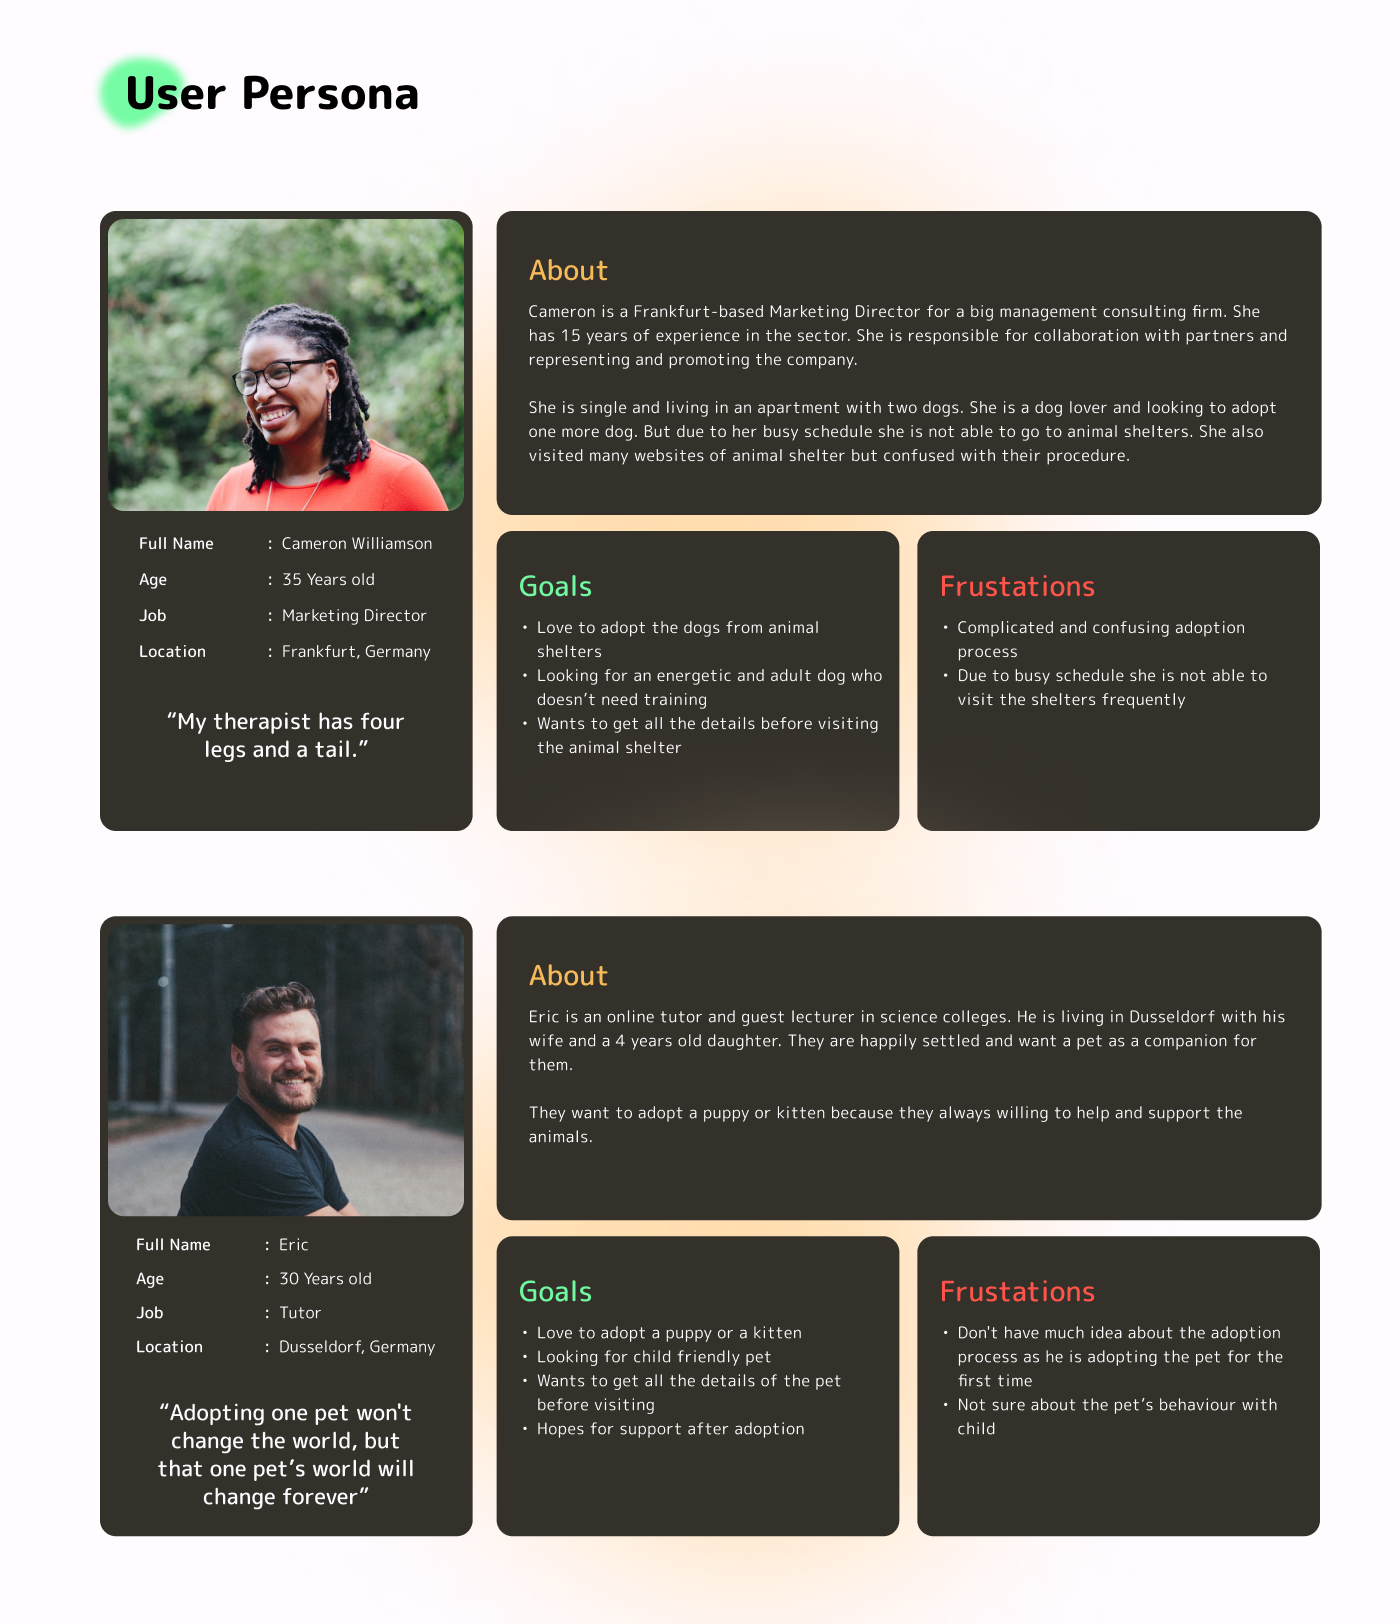 User Persona
About
Cameron is a Frankfurt-based Marketing Director for a big management consulting firm. She
has 15 years of experience in the sector. She is responsible for collaboration with partners and
representing and promoting the company.
She is single and living in an apartment with two dogs. She is a dog lover and looking to adopt
one more dog. But due to her busy schedule she is not able to go to animal shelters. She also
visited many websites of animal shelter but confused with their procedure.
Full Name : Cameron Williamson
Age : 35 Years old
Job : Marketing Director
Location : Frankfurt, Germany
“My therapist has four
legs and a tail.”
Goals
• Love to adopt the dogs from animal
shelters
• Looking for an energetic and adult dog who
doesn’t need training
• Wants to get all the details before visiting
the animal shelter
Frustations
• Complicated and confusing adoption
process
• Due to busy schedule she is not able to
visit the shelters frequently
About
Eric is an online tutor and guest lecturer in science colleges. He is living in Dusseldorf with his
wife and a 4 years old daughter. They are happily settled and want a pet as a companion for
them.
They want to adopt a puppy or kitten because they always willing to help and support the
animals.
Full Name : Eric
Age : 30 Years old
Job : Tutor
Location : Dusseldorf, Germany
“Adopting one pet won't
change the world, but
that one pet’s world will
change forever”
Goals
• Love to adopt a puppy or a kitten
• Looking for child friendly pet
• Wants to get all the details of the pet
before visiting
• Hopes for support after adoption
Frustations
• Don't have much idea about the adoption
process as he is adopting the pet for the
first time
• Not sure about the pet’s behaviour with
child